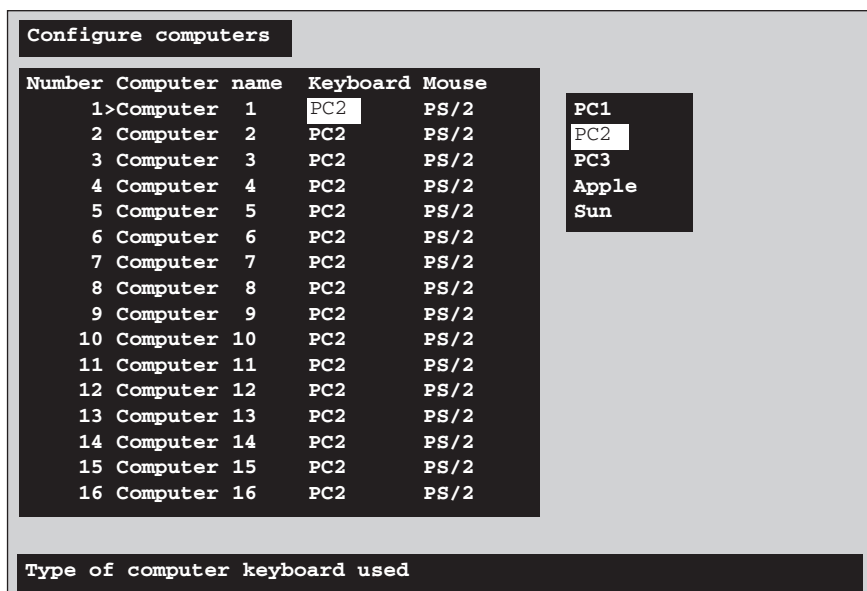 Configure computers
Number Computer name Keyboard Mouse
1>Computer 1 PC2 PS/2
2 Computer 2 PC2 PS/2
3 Computer 3 PC2 PS/2
4 Computer 4 PC2 PS/2
5 Computer 5 PC2 PS/2
6 Computer 6 PC2 PS/2
7 Computer 7 PC2 PS/2
8 Computer 8 PC2 PS/2
9 Computer 9 PC2 PS/2
10 Computer 10 PC2 PS/2
11 Computer 11 PC2 PS/2
12 Computer 12 PC2 PS/2
13 Computer 13 PC2 PS/2
14 Computer 14 PC2 PS/2
15 Computer 15 PC2 PS/2
16 Computer 16 PC2 PS/2
PC1
PC2
PC3
Apple
Sun
Type of computer keyboard used